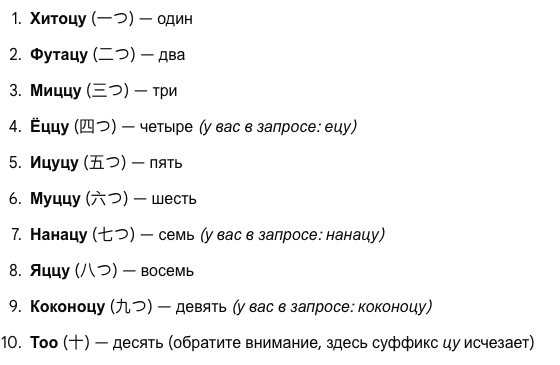 1. Хитоцу (一つ) — один
2. Футацу (二つ) — два
3. Миццу (三つ) — три
4. Ёццу (四つ) — четыре (у вас в запросе: ецу)
5. Ицуцу (五つ) — пять
6. Муццу (六つ) — шесть
7. Нанацу (七つ) — семь (у вас в запросе: нанацу)
8. Яццу (八つ) — восемь
9. Коконоцу (九つ) — девять (у вас в запросе: коконоцу)
10. Тоо (十) — десять (обратите внимание, здесь суффикс цу исчезает)